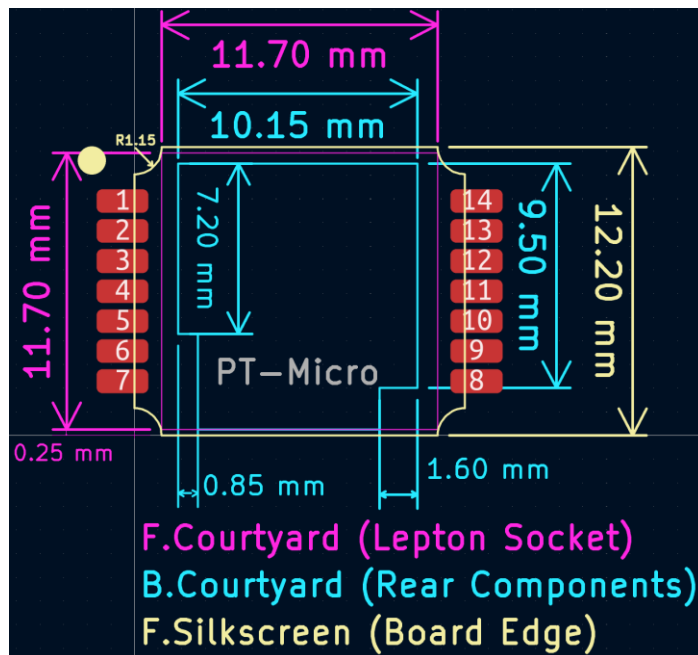 11.70 mm
10.15 mm
R1.15
1
2
3
4
5
6
7
14
13
12
11
10
9
8
7.20 mm
9.50 mm
12.20 mm
11.70 mm
PT-Micro
0.25 mm
0.85 mm
1.60 mm
F.Courtyard (Lepton Socket)
B.Courtyard (Rear Components)
F.Silkscreen (Board Edge)